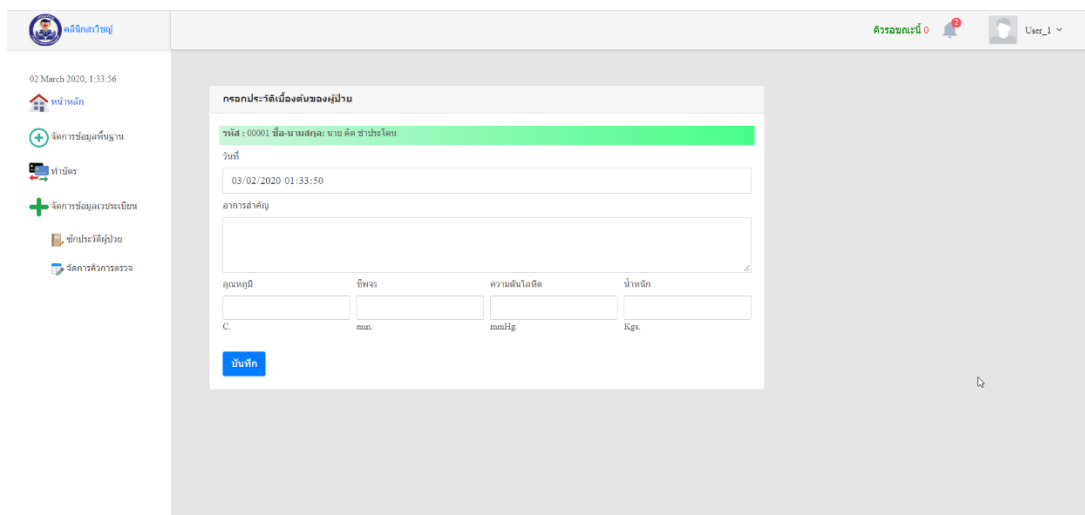 คลินิกสรวิชญ์
คิวรอขณะนี้ 0
2
User_1
02 March 2020, 1:33:56
หน้าหลัก
จัดการข้อมูลพื้นฐาน
ทำบัตร
จัดการข้อมูลเวชระเบียน
ซักประวัติผู้ป่วย
จัดการคิวการตรวจ
กรอกประวัติเบื้องต้นของผู้ป่วย
รหัส : 00001 ชื่อ-นามสกุล: นาย คิด ช่าประโคน
วันที่
03/02/2020 01:33:50
อาการสำคัญ
อุณหภูมิ ชีพจร ความดันโลหิต น้ำหนัก
C. min. mmHg. Kgs.
บันทึก